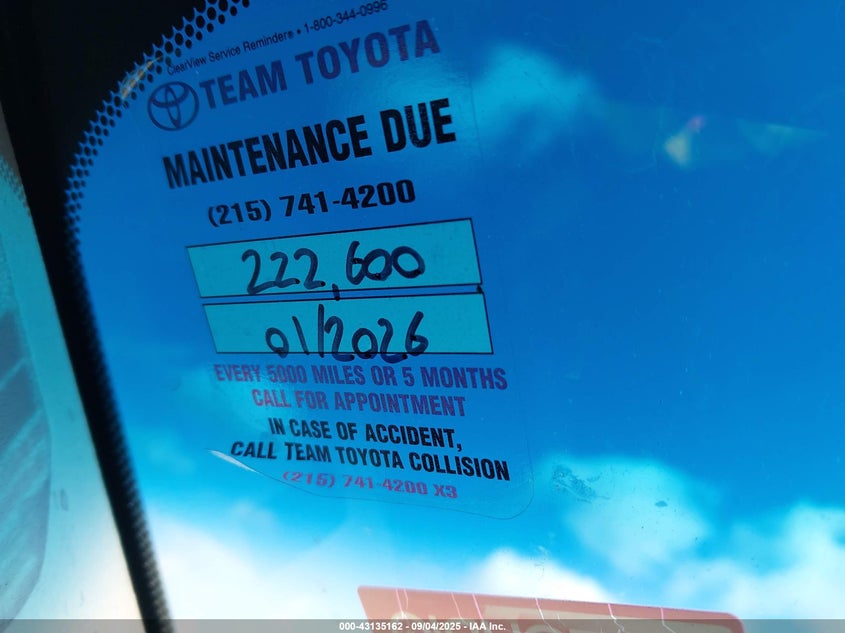 ClearView Service Reminder® • 1-800-344-0996
TEAM TOYOTA
MAINTENANCE DUE
(215) 741-4200
222,600
01/2026
EVERY 5000 MILES OR 5 MONTHS
CALL FOR APPOINTMENT
IN CASE OF ACCIDENT,
CALL TEAM TOYOTA COLLISION
(215) 741-4200 X3
000-43135162 - 09/04/2025 - IAA Inc.